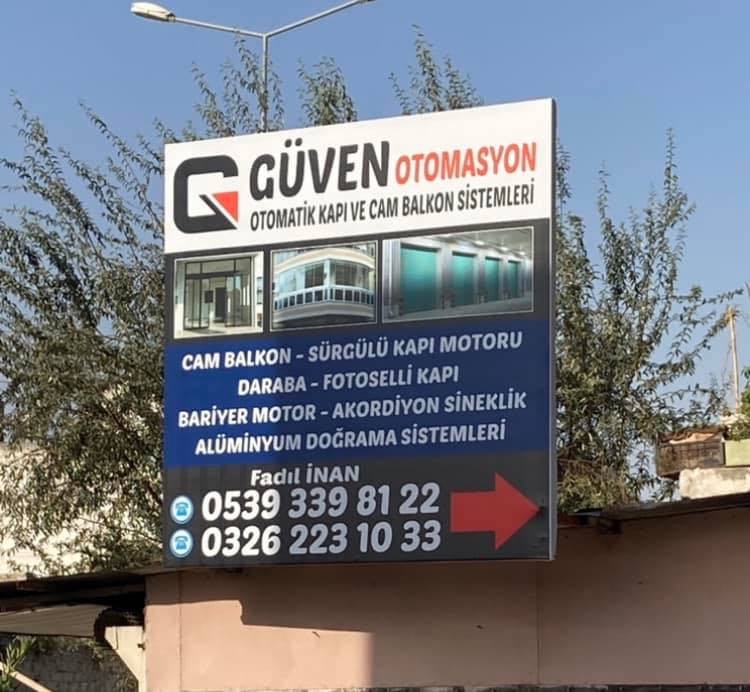 GÜVEN OTOMASYON
OTOMATİK KAPI VE CAM BALKON SİSTEMLERİ
CAM BALKON - SÜRGÜLÜ KAPI MOTORU
DARABA - FOTOSELLİ KAPI
BARİYER MOTOR - AKORDİYON SİNEKLİK
ALÜMİNYUM DOĞRAMA SİSTEMLERİ
Fadıl İNAN
0539 339 81 22
0326 223 10 33